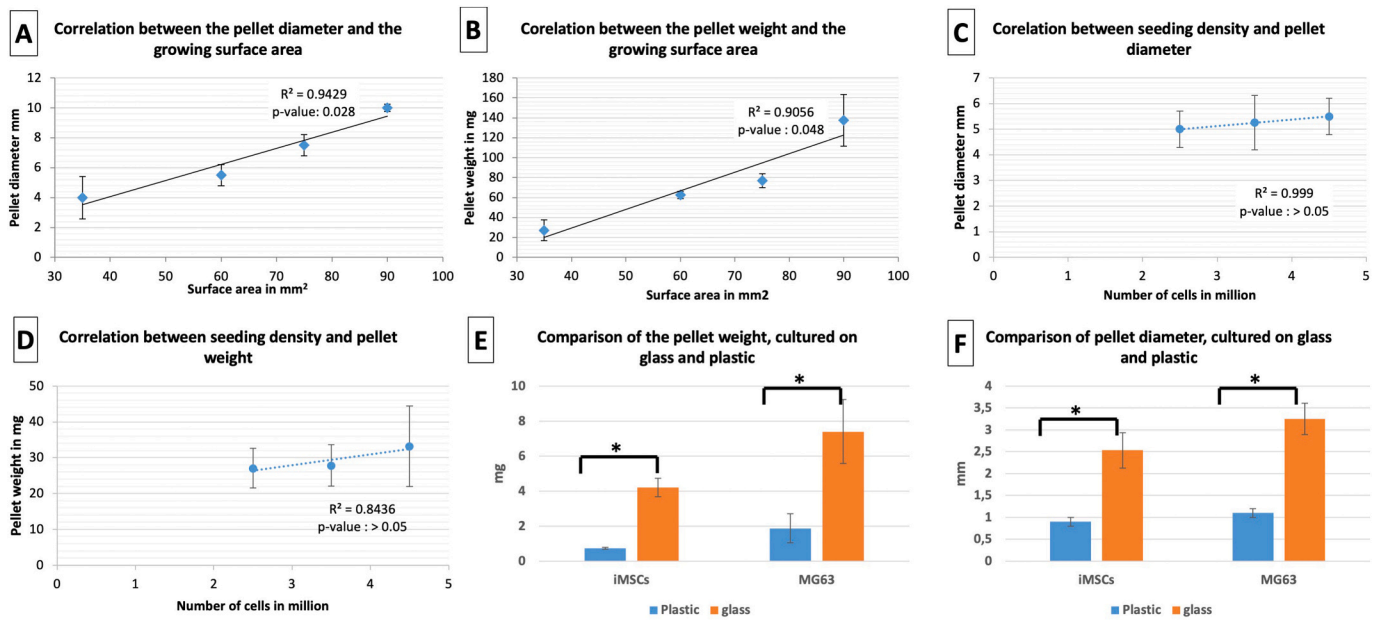 A
Correlation between the pellet diameter and the
growing surface area
Pellet diameter mm
12
10
8
6
4
2
0
R² = 0.9429
p-value: 0.028
30 40 50 60 70 80 90 100
Surface area in mm²
B
Corelation between the pellet weight and the
growing surface area
Pellet weight in mg
180
160
140
120
100
80
60
40
20
0
R² = 0.9056
p-value : 0.048
30 40 50 60 70 80 90 100
Surface area in mm2
C
Corelation between seeding density and pellet
diameter
Pellet diameter mm
7
6
5
4
3
2
1
0
R² = 0.999
p-value : > 0.05
0 1 2 3 4 5
Number of cells in million
D
Correlation between seeding density and pellet
weight
Pellet weight in mg
50
40
30
20
10
0
R² = 0.8436
p-value : > 0.05
0 1 2 3 4 5
Number of cells in million
E
Comparison of the pellet weight, cultured on
glass and plastic
mg
10
8
6
4
2
0
*
*
iMSCs MG63
Plastic glass
F
Comparison of pellet diameter, cultured on glass
and plastic
mm
4
3,5
3
2,5
2
1,5
1
0,5
0
*
*
iMSCs MG63
Plastic glass